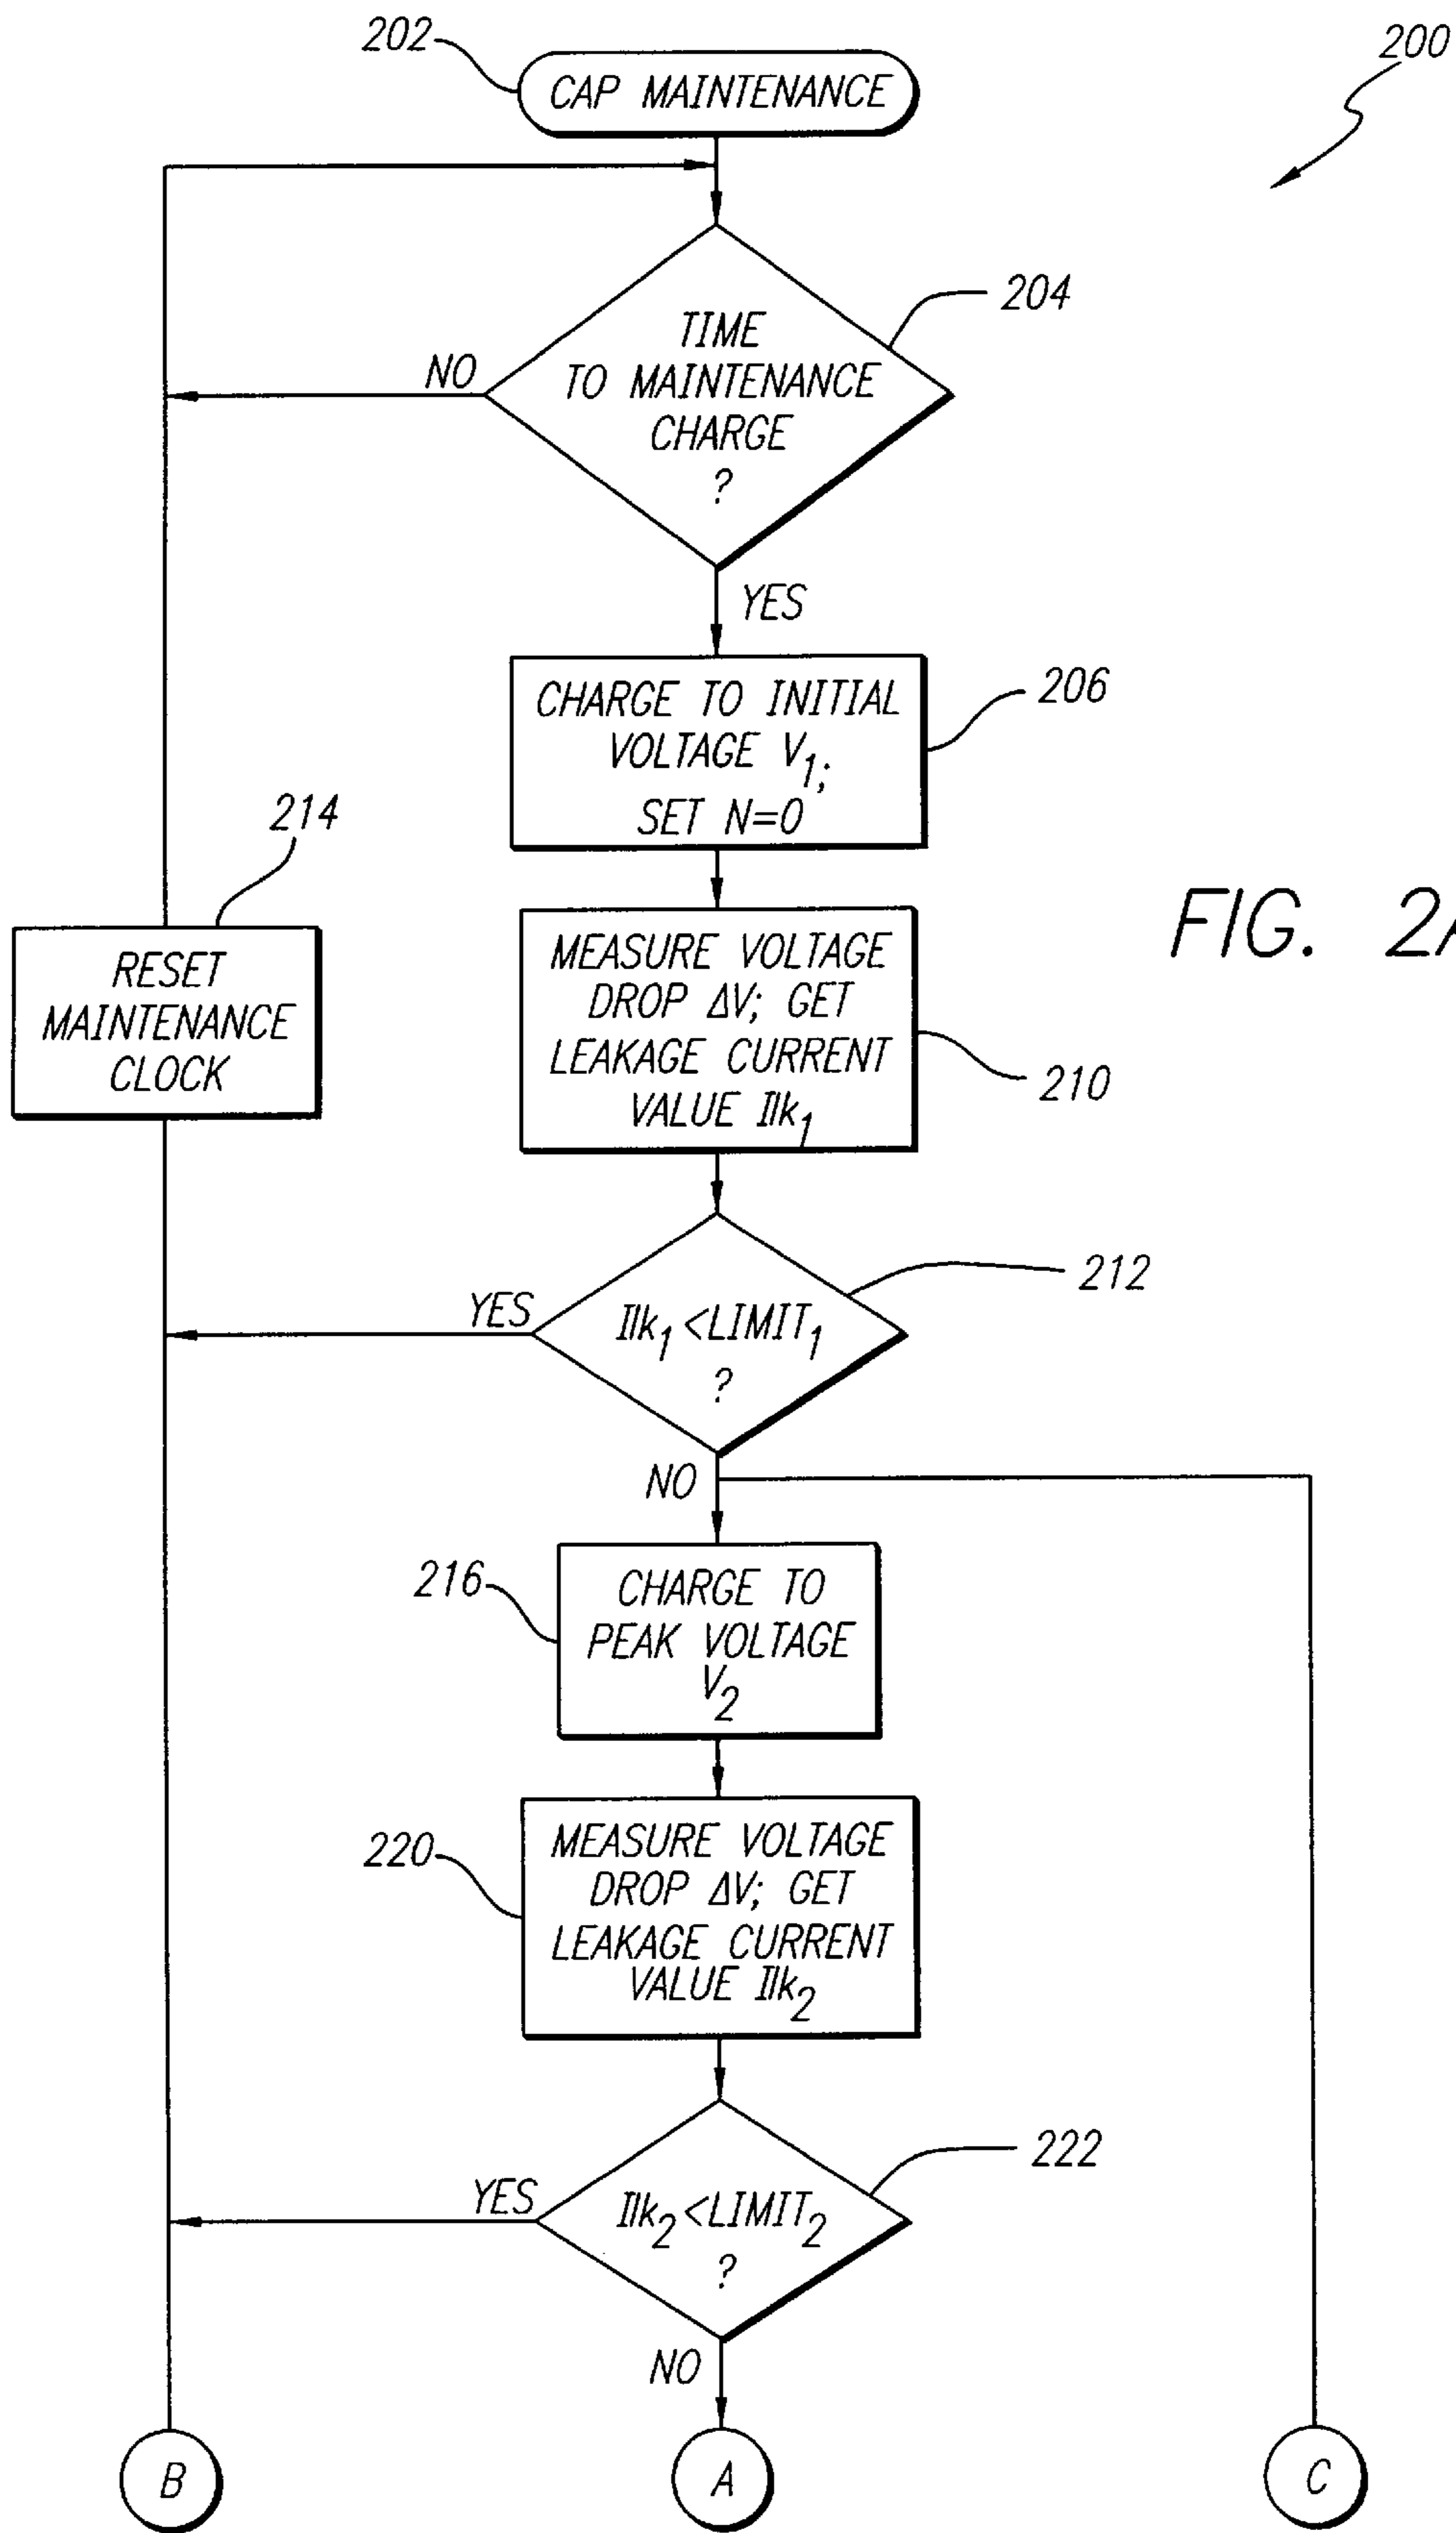 200
202
CAP MAINTENANCE
204
TIME
TO MAINTENANCE
CHARGE
?
NO
YES
206
CHARGE TO INITIAL
VOLTAGE V₁;
SET N=0
214
RESET
MAINTENANCE
CLOCK
FIG. 2A
MEASURE VOLTAGE
DROP ΔV; GET
LEAKAGE CURRENT
VALUE Ilk₁
210
212
YES
Ilk₁<LIMIT₁
?
NO
216
CHARGE TO
PEAK VOLTAGE
V₂
220
MEASURE VOLTAGE
DROP ΔV; GET
LEAKAGE CURRENT
VALUE Ilk₂
222
YES
Ilk₂<LIMIT₂
?
NO
B
A
C